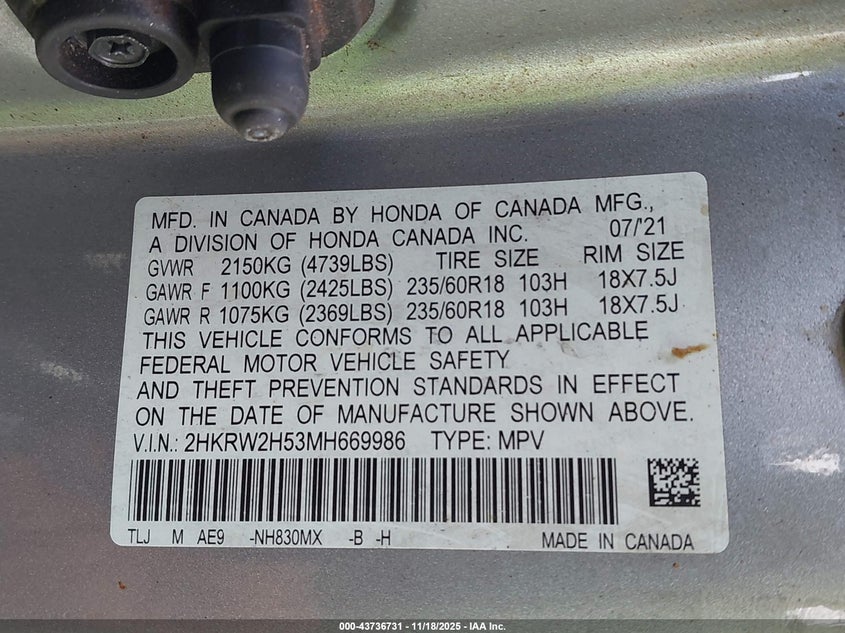 MFD. IN CANADA BY HONDA OF CANADA MFG.,
A DIVISION OF HONDA CANADA INC. 07/'21
GVWR 2150KG (4739LBS) TIRE SIZE RIM SIZE
GAWR F 1100KG (2425LBS) 235/60R18 103H 18X7.5J
GAWR R 1075KG (2369LBS) 235/60R18 103H 18X7.5J
THIS VEHICLE CONFORMS TO ALL APPLICABLE
FEDERAL MOTOR VEHICLE SAFETY
AND THEFT PREVENTION STANDARDS IN EFFECT
ON THE DATE OF MANUFACTURE SHOWN ABOVE.
V.I.N.: 2HKRW2H53MH669986 TYPE: MPV
TLJ M AE9 -NH830MX -B -H MADE IN CANADA
000-43736731 - 11/18/2025 - IAA Inc.